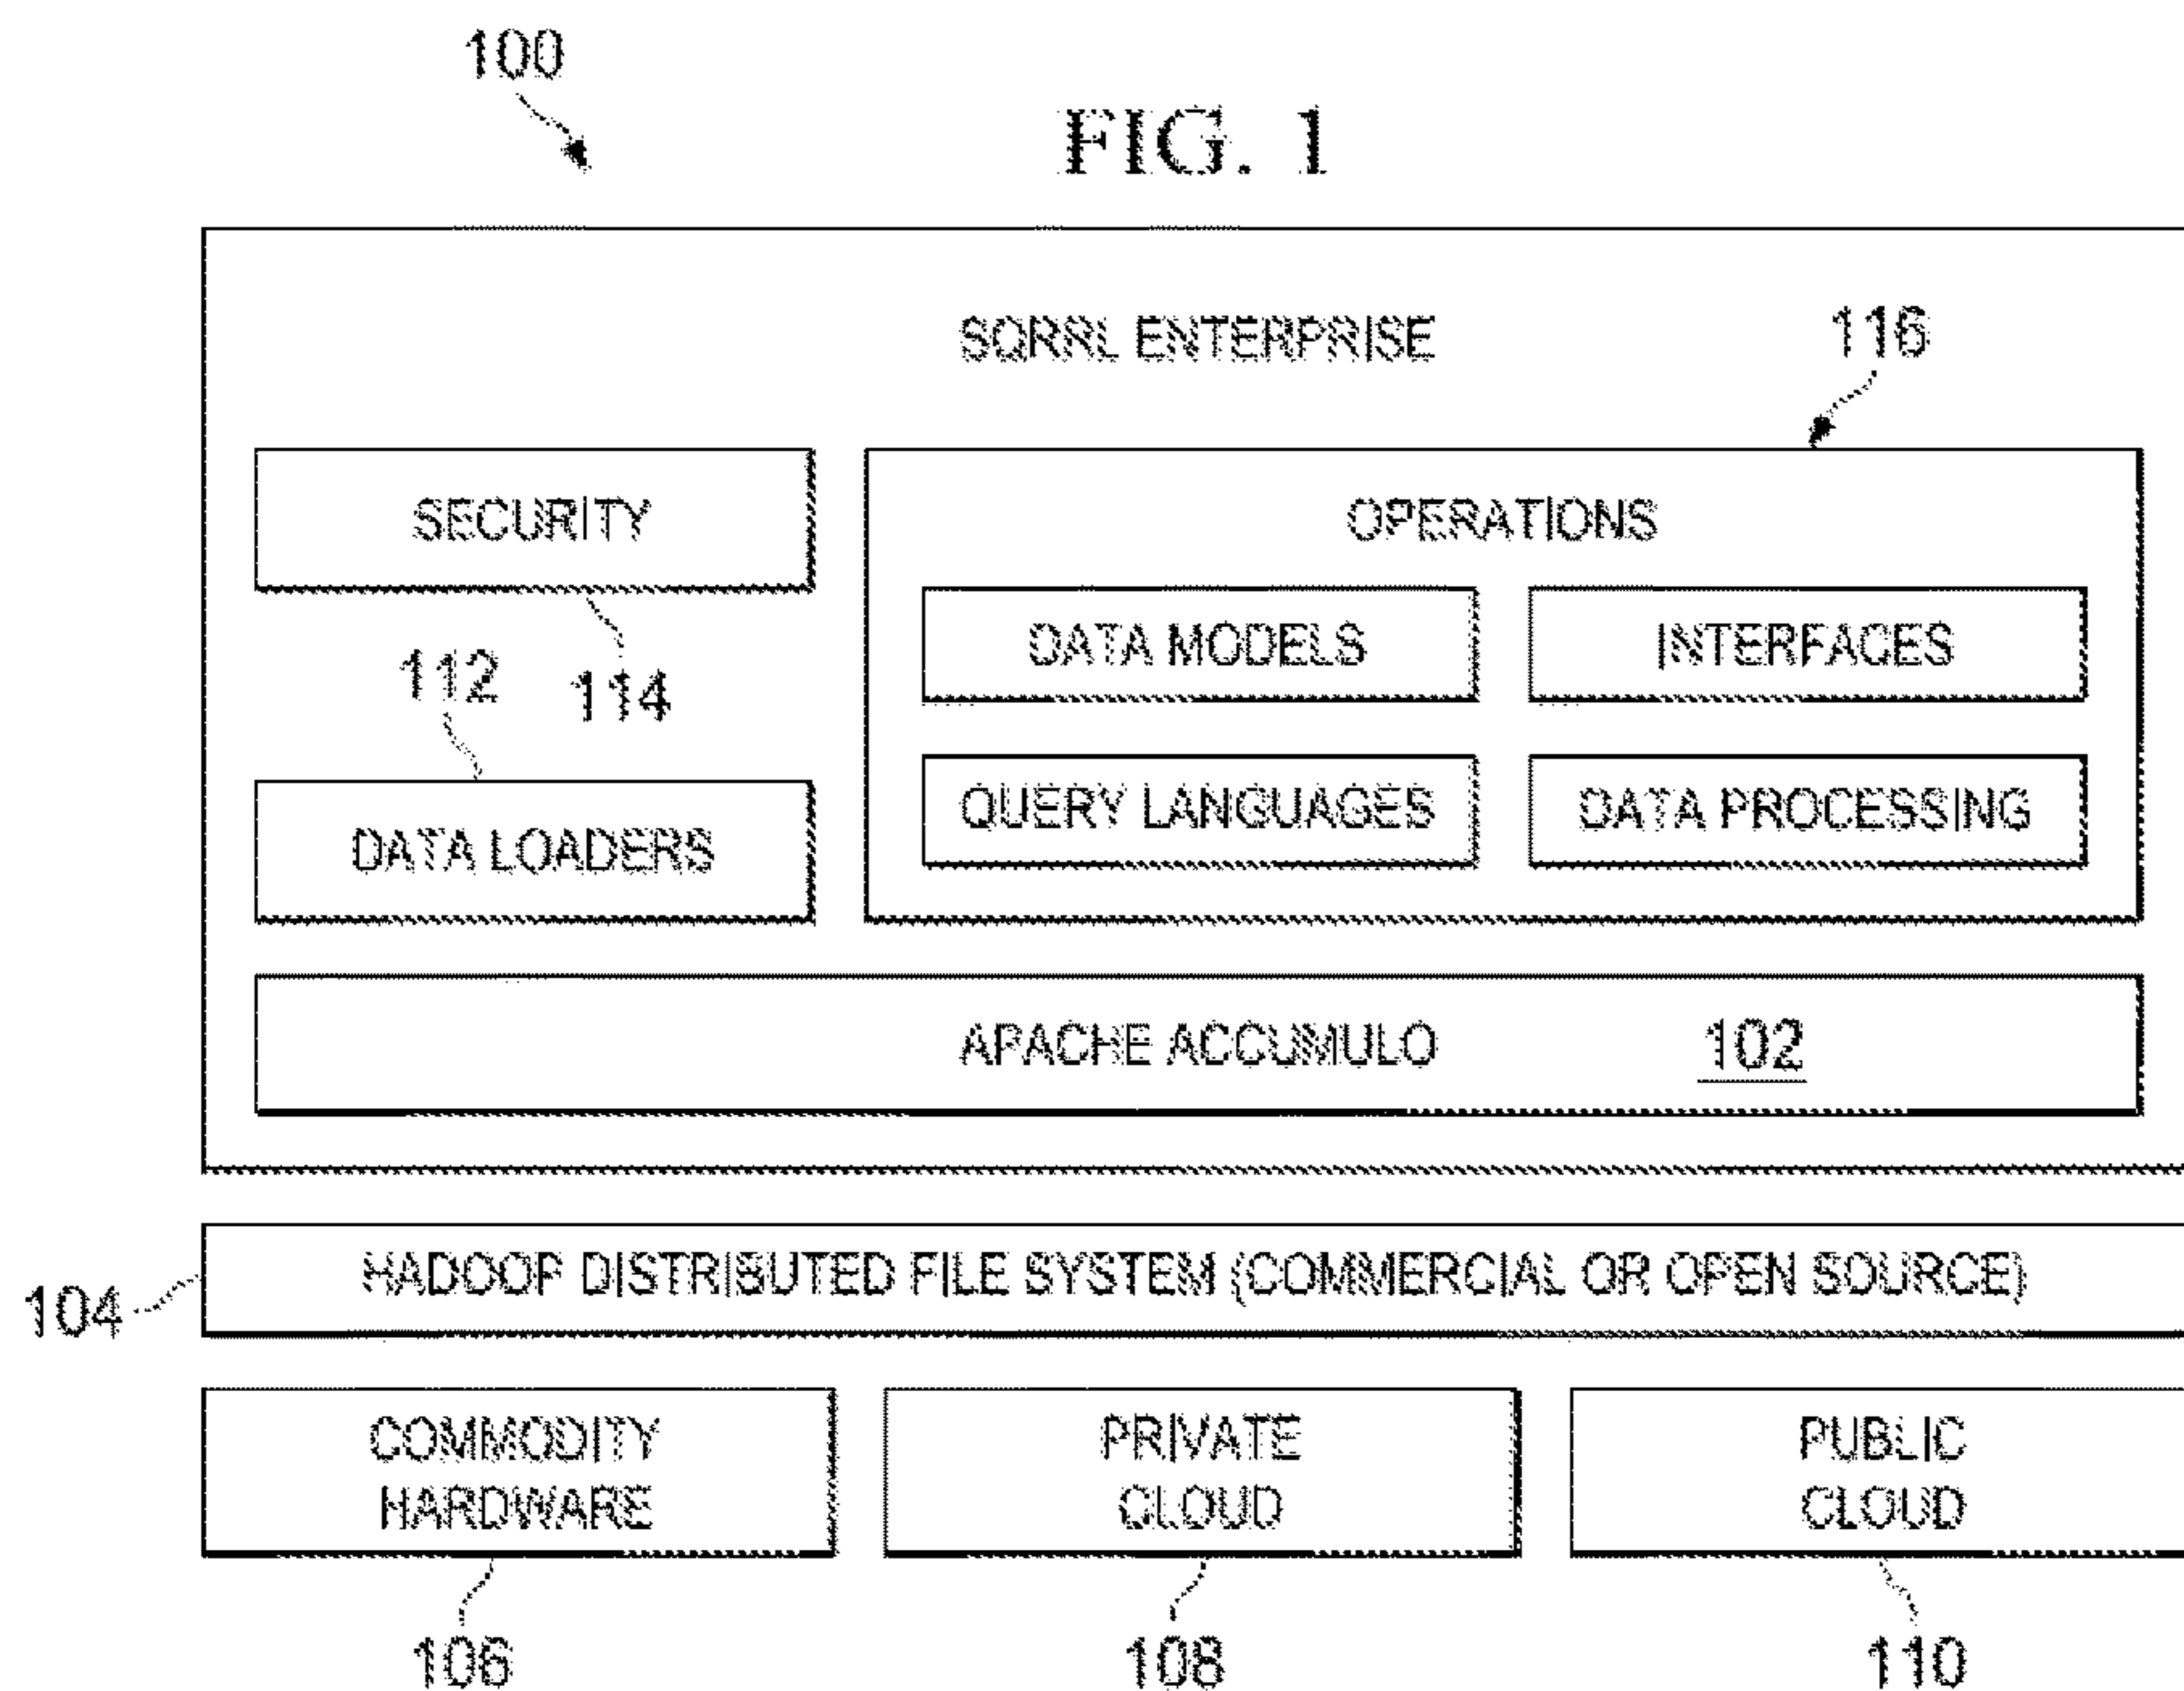 100
FIG. 1
SQRRL ENTERPRISE
116
SECURITY
OPERATIONS
DATA MODELS
INTERFACES
112
114
QUERY LANGUAGES
DATA PROCESSING
DATA LOADERS
APACHE ACCUMULO 102
HADOOP DISTRIBUTED FILE SYSTEM (COMMERCIAL OR OPEN SOURCE)
104
COMMODITY
HARDWARE
PRIVATE
CLOUD
PUBLIC
CLOUD
106
108
110